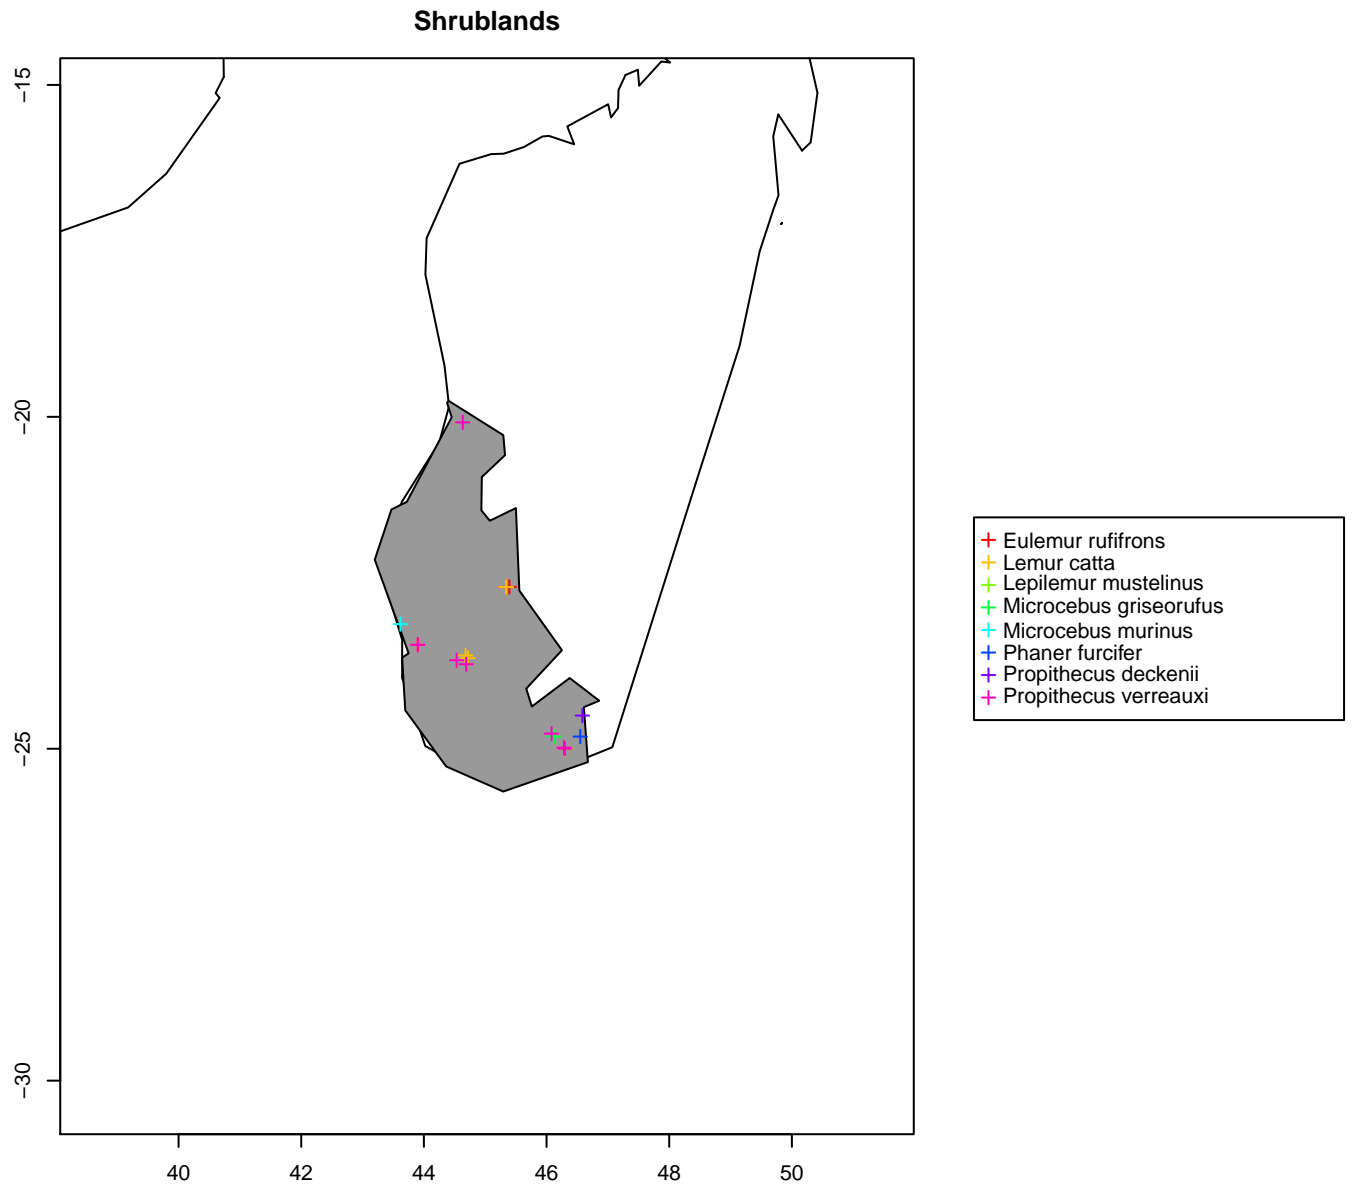 Shrublands
−15
−20
−25
−30
40
42
44
46
48
50
Eulemur rufifrons
Lemur catta
Lepilemur mustelinus
Microcebus griseorufus
Microcebus murinus
Phaner furcifer
Propithecus deckenii
Propithecus verreauxi